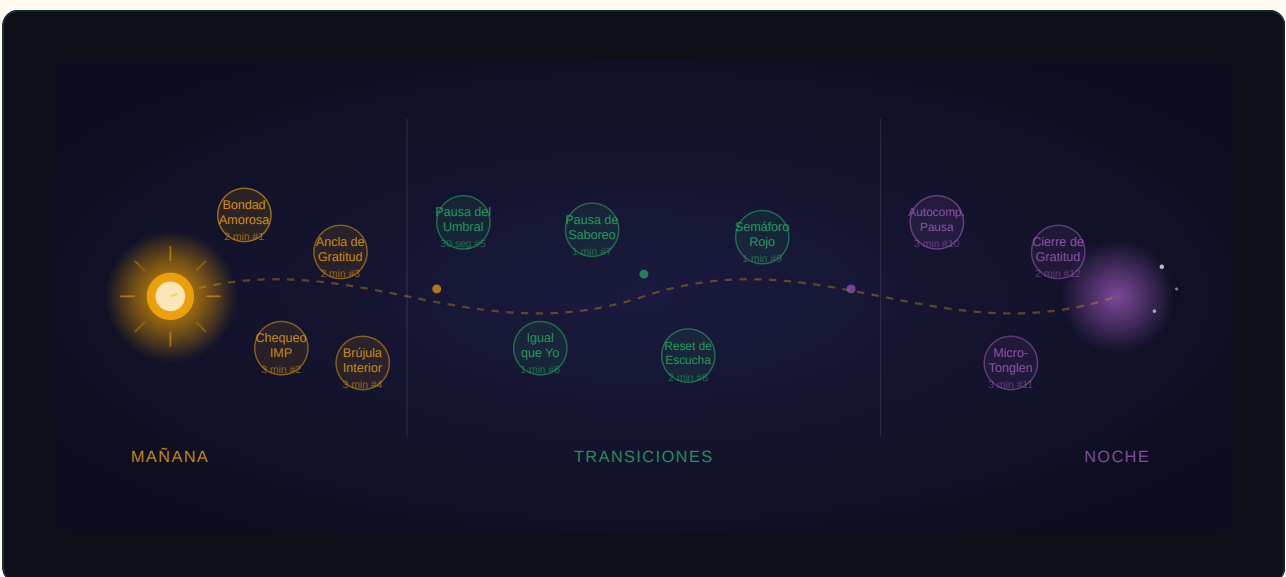 Bondad
Amorosa
2 min #1
Ancla de
Gratitud
2 min #3
Chequeo
IMP
3 min #2
Brújula
Interior
3 min #4
MAÑANA
Pausa del
Umbral
30 seg #5
Pausa de
Saboreo
1 min #7
Semáforo
Rojo
1 min #9
Igual
que Yo
1 min #6
Reset de
Escucha
2 min #8
TRANSICIONES
Autocomp.
Pausa
3 min #10
Cierre de
Gratitud
2 min #12
Micro-
Tonglen
3 min #11
NOCHE